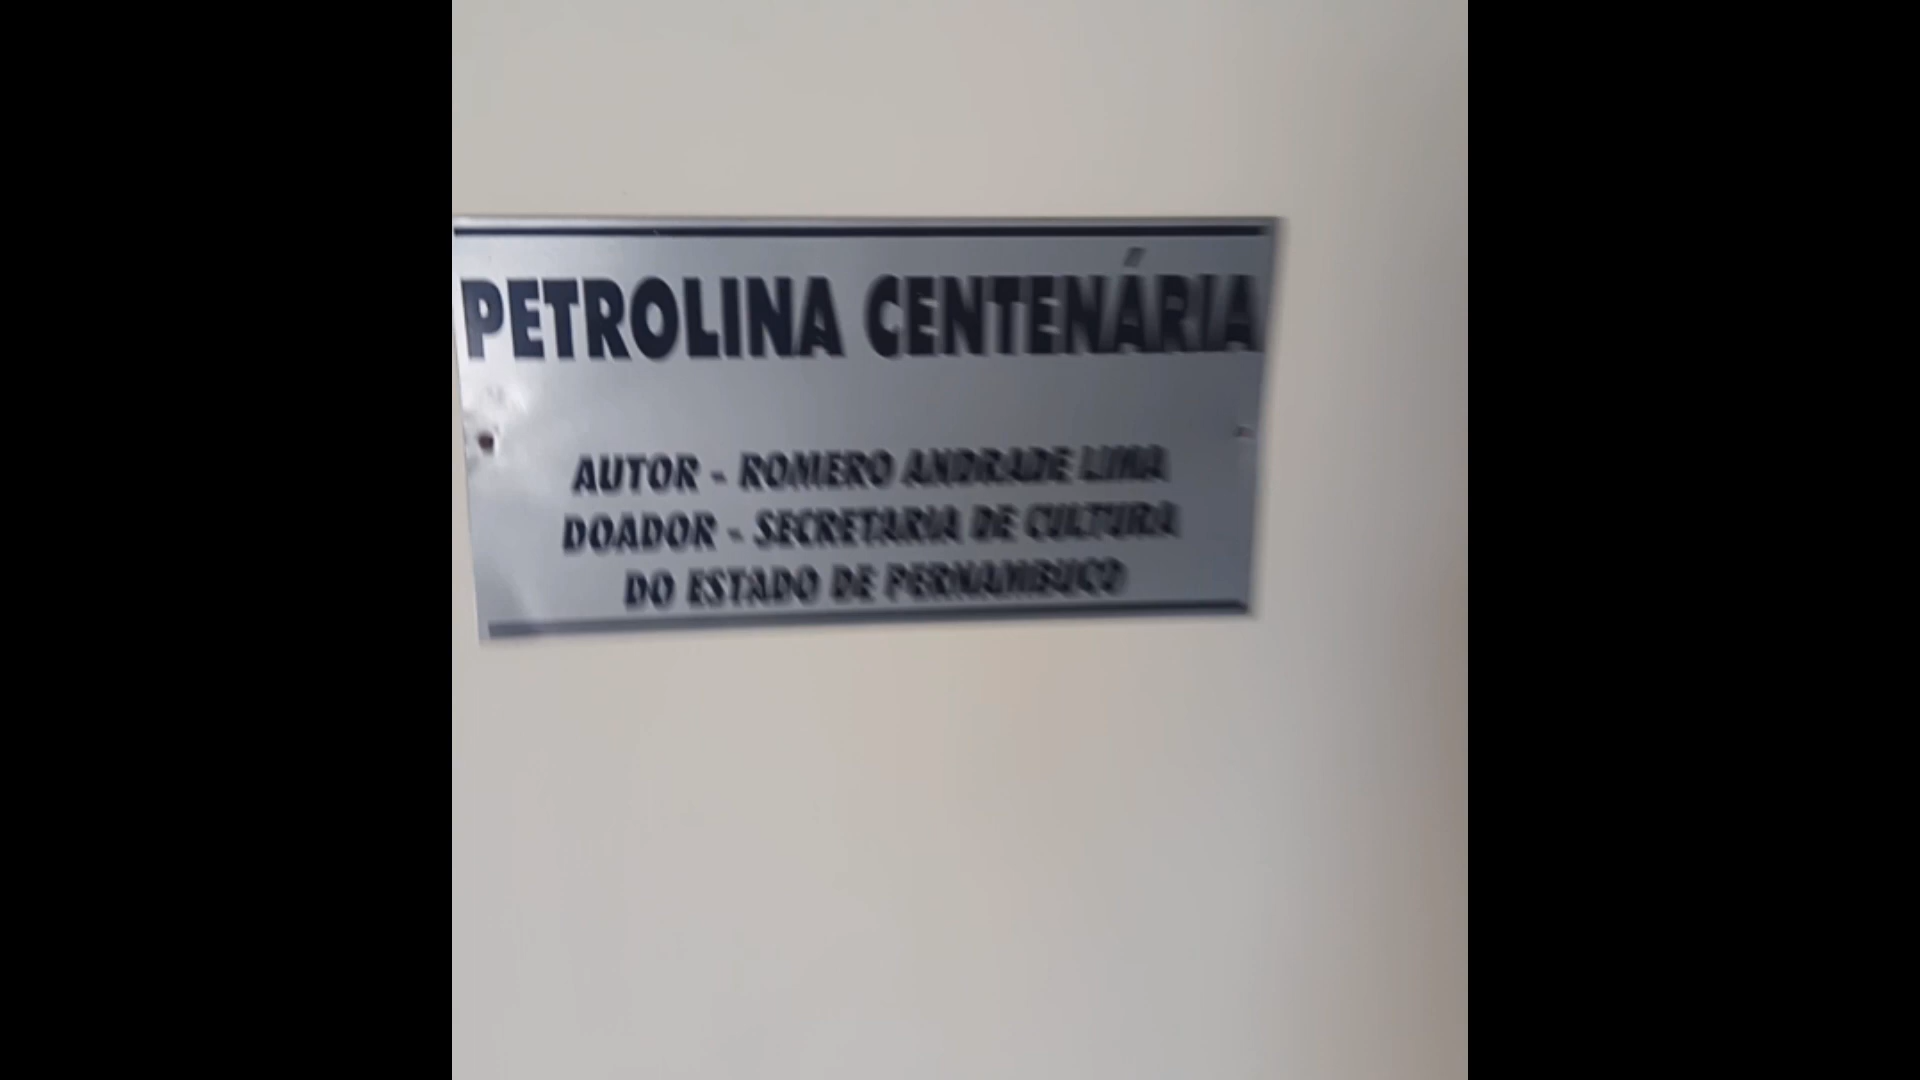 PETROLINA CENTENÁRIA
AUTOR - ROMERO ANDRADE LIMA
DOADOR - SECRETARIA DE CULTURA
DO ESTADO DE PERNAMBUCO